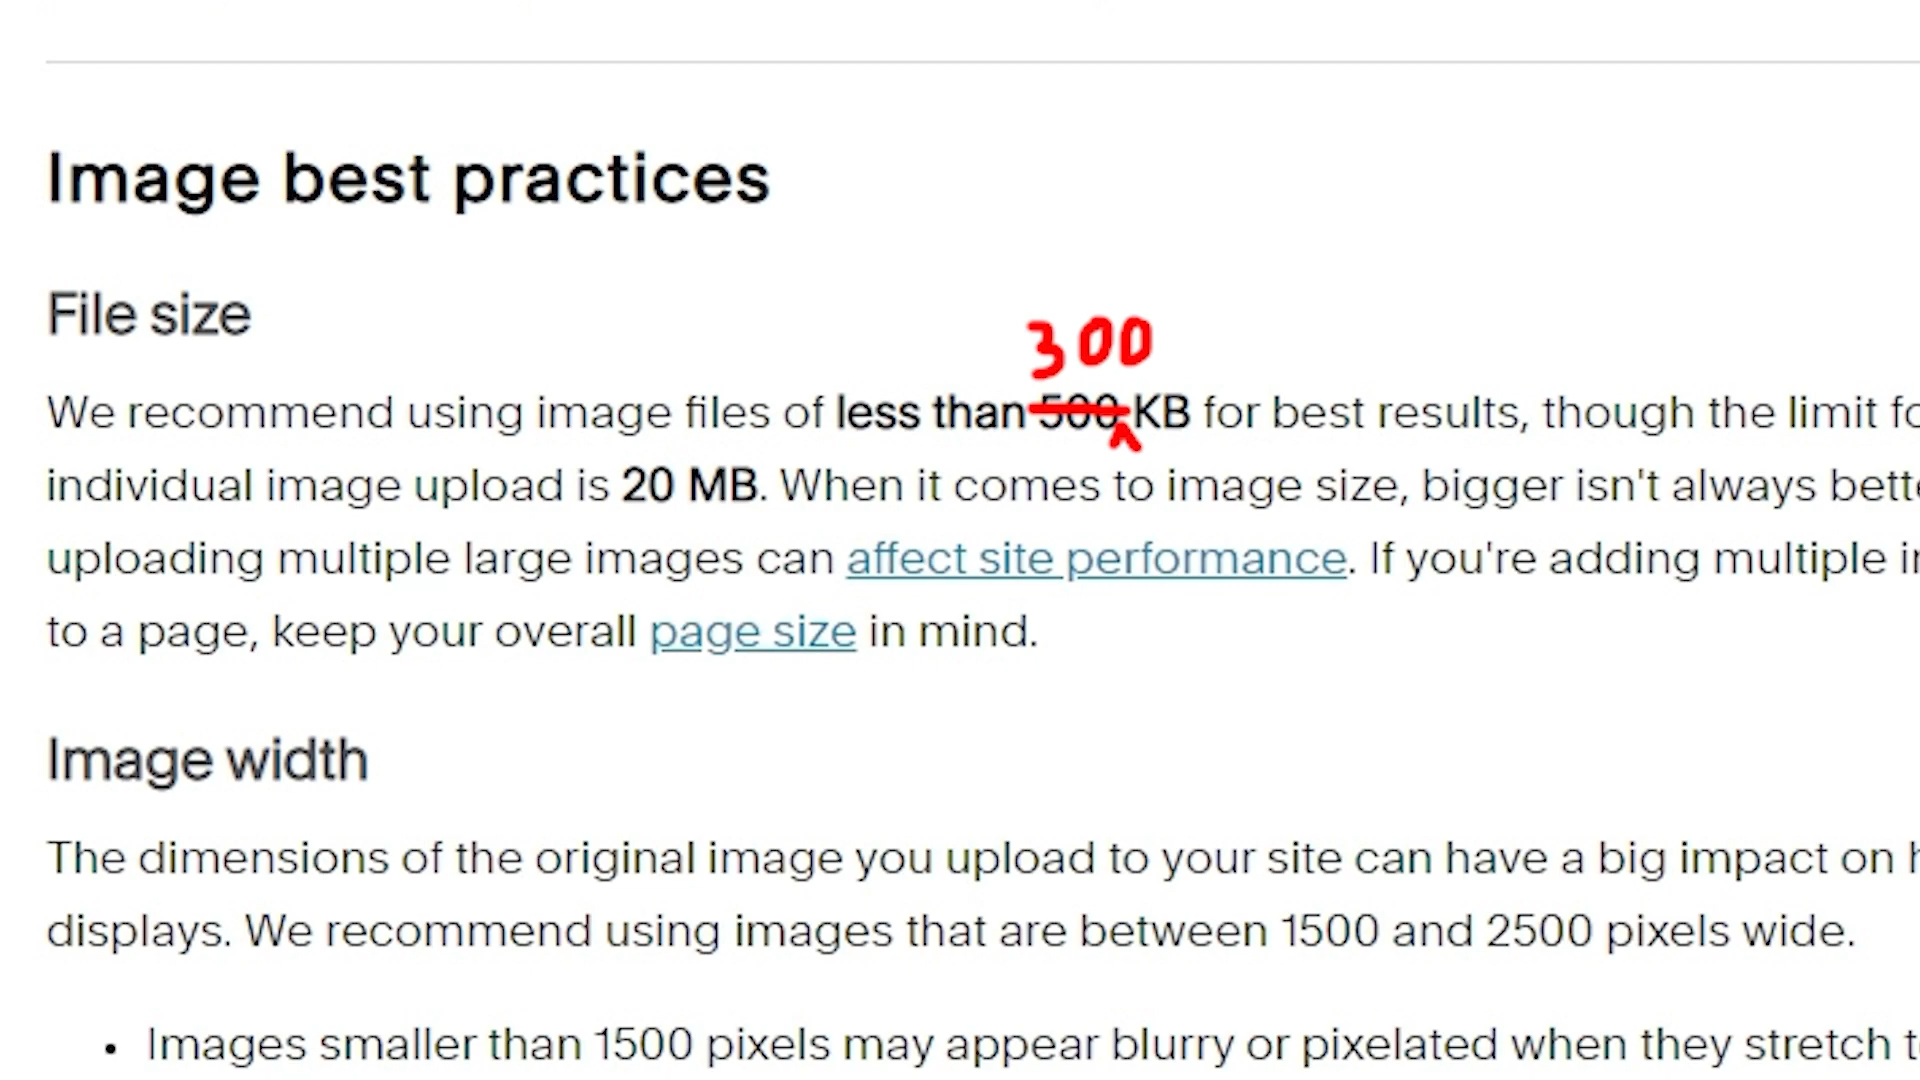 Image best practices
File size
300
We recommend using image files of less than 500 KB for best results, though the limit
individual image upload is 20 MB. When it comes to image size, bigger isn't always
uploading multiple large images can affect site performance. If you're adding multiple
to a page, keep your overall page size in mind.
Image width
The dimensions of the original image you upload to your site can have a big impact on
displays. We recommend using images that are between 1500 and 2500 pixels wide.
• Images smaller than 1500 pixels may appear blurry or pixelated when they stretch